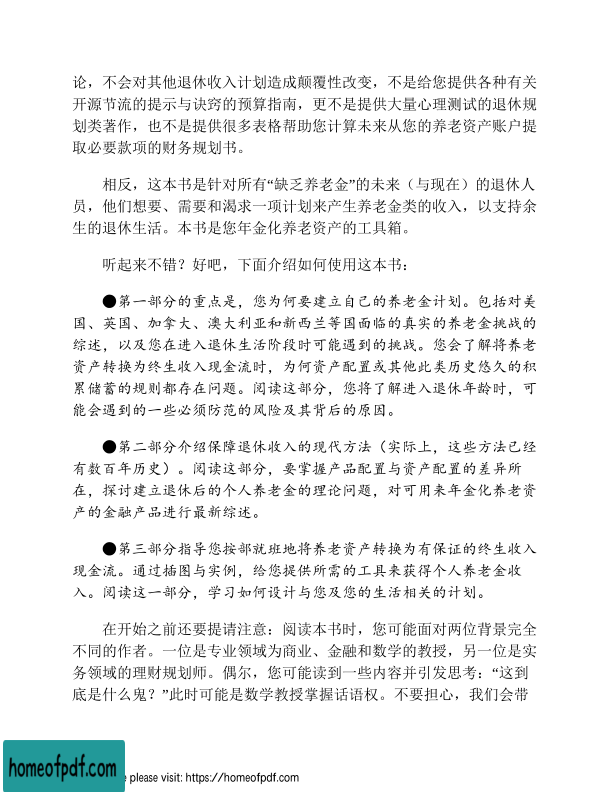 论，不会对其他退休收入计划造成颠覆性改变，不是给您提供各种有关
开源节流的提示与诀窍的预算指南，更不是提供大量心理测试的退休规
划类著作，也不是提供很多表格帮助您计算未来从您的养老资产账户提
取必要款项的财务规划书。
相反，这本书是针对所有“缺乏养老金”的未来（与现在）的退休人
员，他们想要、需要和渴求一项计划来产生养老金类的收入，以支持余
生的退休生活。本书是您年金化养老资产的工具箱。
听起来不错？好吧，下面介绍如何使用这本书：
●第一部分的重点是，您为何要建立自己的养老金计划。包括对美
国、英国、加拿大、澳大利亚和新西兰等国面临的真实的养老金挑战的
综述，以及您在进入退休生活阶段时可能遇到的挑战。您会了解将养老
资产转换为终生收入现金流时，为何资产配置或其他此类历史悠久的积
累储蓄的规则都存在问题。阅读这部分，您将了解进入退休年龄时，可
能会遇到的一些必须防范的风险及其背后的原因。
●第二部分介绍保障退休收入的现代方法（实际上，这些方法已经
有数百年历史）。阅读这部分，要掌握产品配置与资产配置的差异所
在，探讨建立退休后的个人养老金的理论问题，对可用来年金化养老资
产的金融产品进行最新综述。
●第三部分指导您按部就班地将养老资产转换为有保证的终生收入
现金流。通过插图与实例，给您提供所需的工具来获得个人养老金收
入。阅读这一部分，学习如何设计与您及您的生活相关的计划。
在开始之前还要提请注意：阅读本书时，您可能面对两位背景完全
不同的作者。一位是专业领域为商业、金融和数学的教授，另一位是实
务领域的理财规划师。偶尔，您可能读到一些内容并引发思考：“这到
底是什么鬼？”此时可能是数学教授掌握话语权。不要担心，我们会带
homeofpdf.com
please visit: https://homeofpdf.com